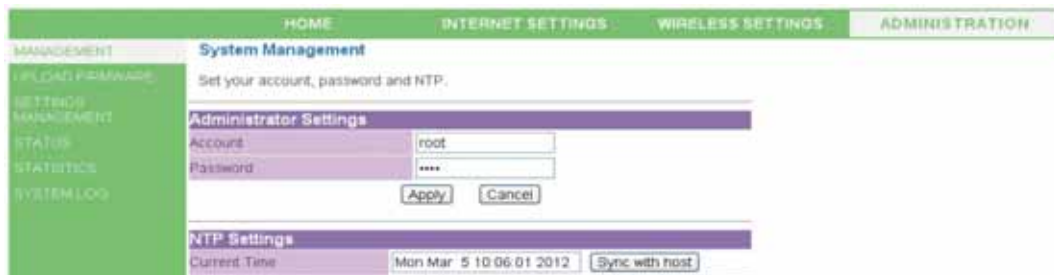 HOME INTERNET SETTINGS WIRELESS SETTINGS ADMINISTRATION
MANAGEMENT
UPLOAD FIRMWARE
SETTINGS
MANAGEMENT
STATUS
STATISTICS
SYSTEM LOG
System Management
Set your account, password and NTP.
Administrator Settings
Account root
Password ••••
Apply Cancel
NTP Settings
Current Time Mon Mar 5 10:06:01 2012 Sync with host